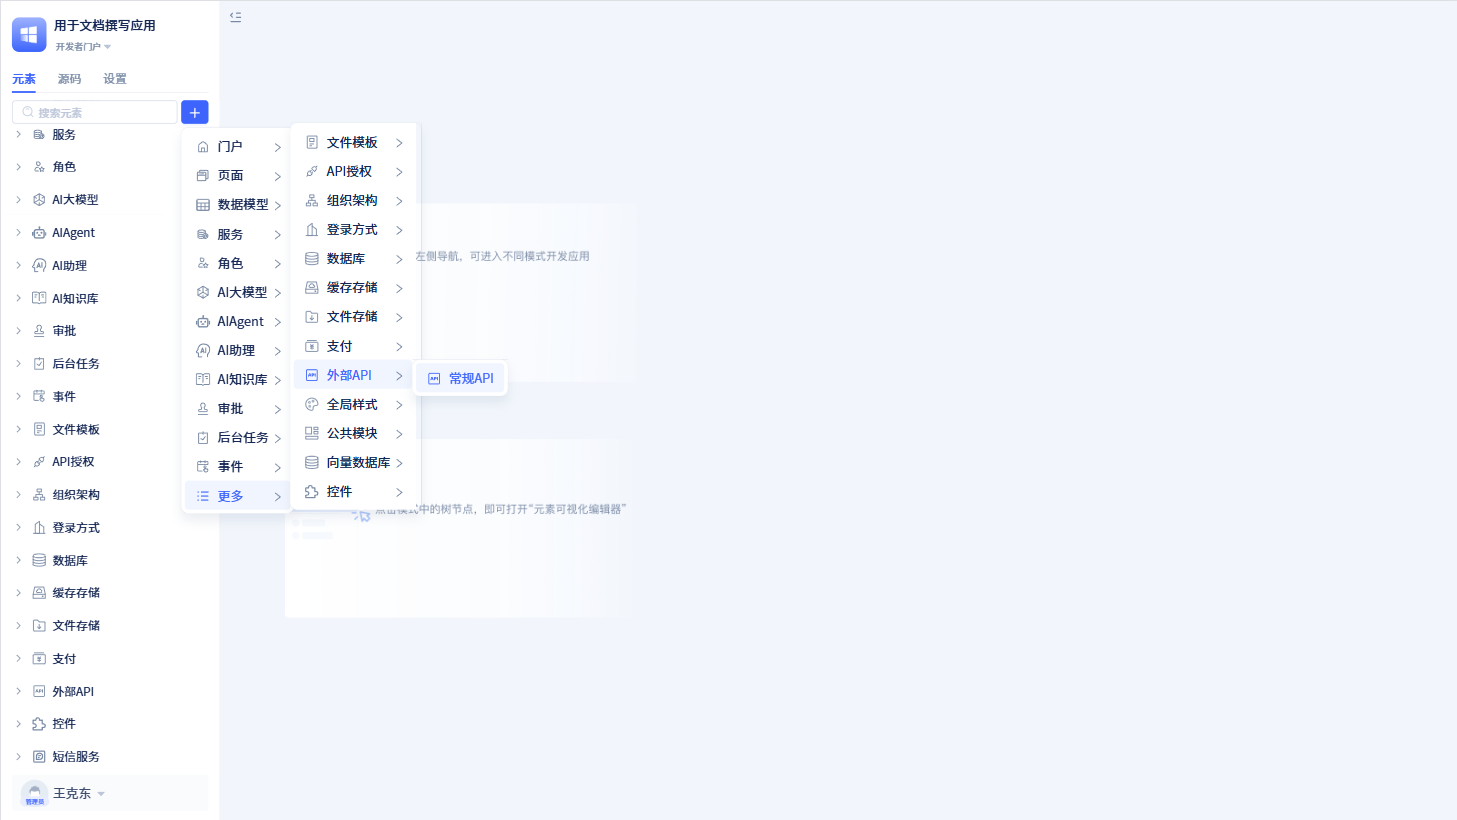 用于文档撰写应用
开发者门户
元素
源码
设置
搜索元素
服务
角色
AI大模型
AIAgent
AI助理
AI知识库
审批
后台任务
事件
文件模板
API授权
组织架构
登录方式
数据库
缓存存储
文件存储
支付
外部API
控件
短信服务
管理员
王克东
门户
页面
数据模型
服务
角色
AI大模型
AIAgent
AI助理
AI知识库
审批
后台任务
事件
更多
文件模板
API授权
组织架构
登录方式
数据库
缓存存储
文件存储
支付
外部API
全局样式
公共模块
向量数据库
控件
常规API
左侧导航，可进入不同模式开发应用
点击模式中的树节点，即可打开“元素可视化编辑器”